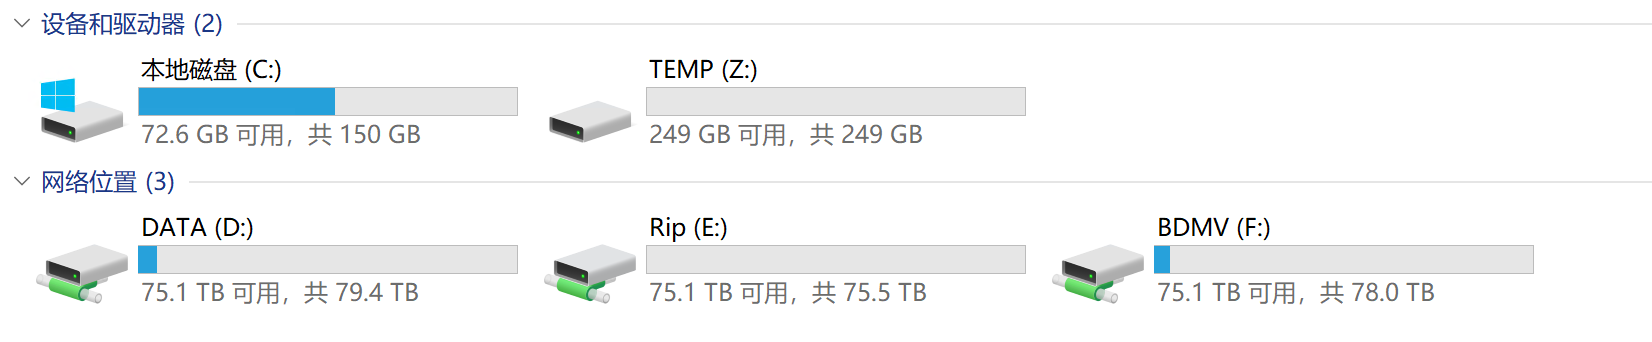 设备和驱动器 (2)
本地磁盘 (C:)
72.6 GB 可用，共 150 GB
TEMP (Z:)
249 GB 可用，共 249 GB
网络位置 (3)
DATA (D:)
75.1 TB 可用，共 79.4 TB
Rip (E:)
75.1 TB 可用，共 75.5 TB
BDMV (F:)
75.1 TB 可用，共 78.0 TB